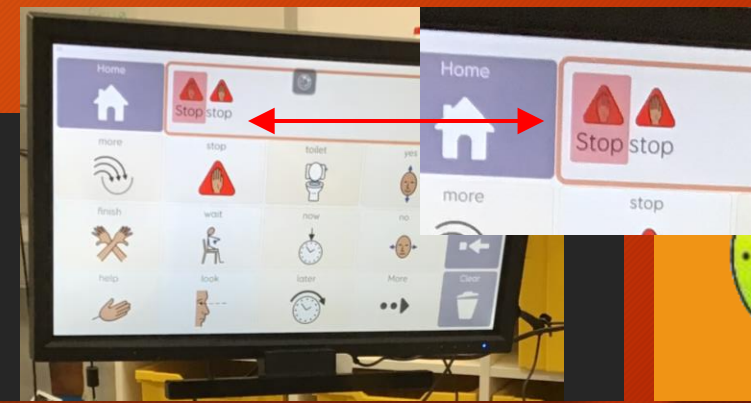 Home
Stop stop
more stop toilet yes
finish wait now no
help look later More Clear
Home
Stop stop
more stop